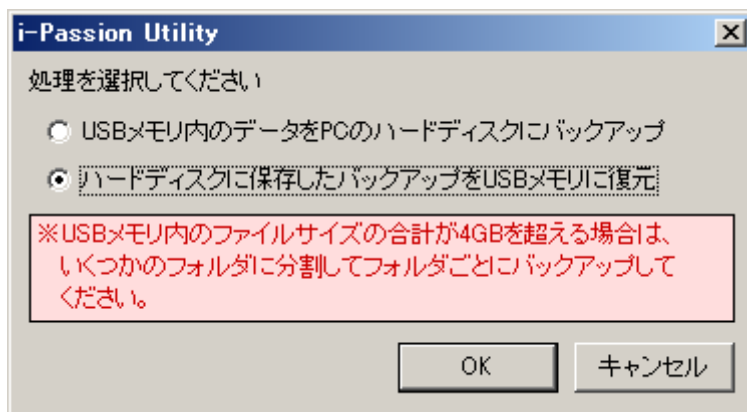 i-Passion Utility
処理を選択してください
USBメモリ内のデータをPCのハードディスクにバックアップ
ハードディスクに保存したバックアップをUSBメモリに復元
※USBメモリ内のファイルサイズの合計が4GBを超える場合は、
いくつかのフォルダに分割してフォルダごとにバックアップして
ください。
OK
キャンセル